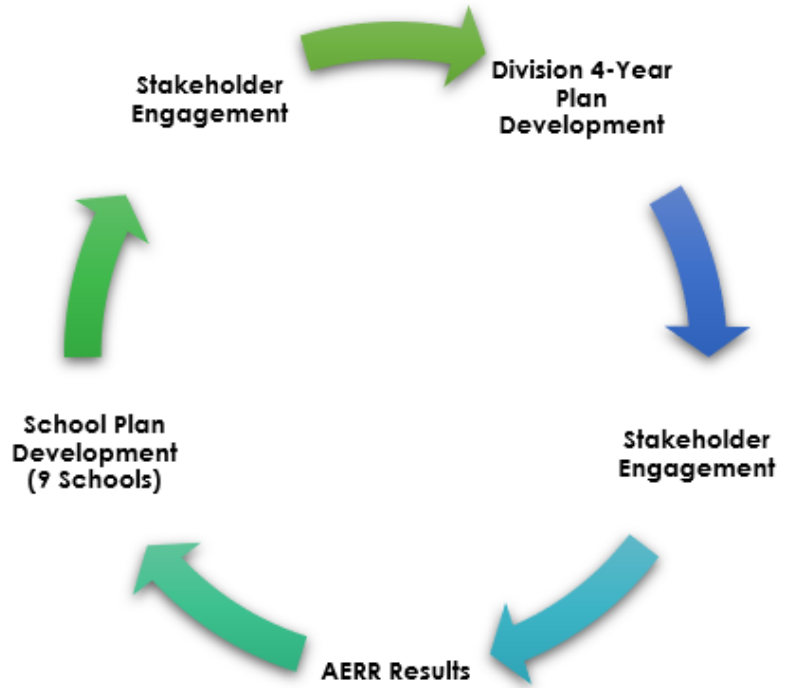 Stakeholder
Engagement
Division 4-Year
Plan
Development
Stakeholder
Engagement
AERR Results
School Plan
Development
(9 Schools)